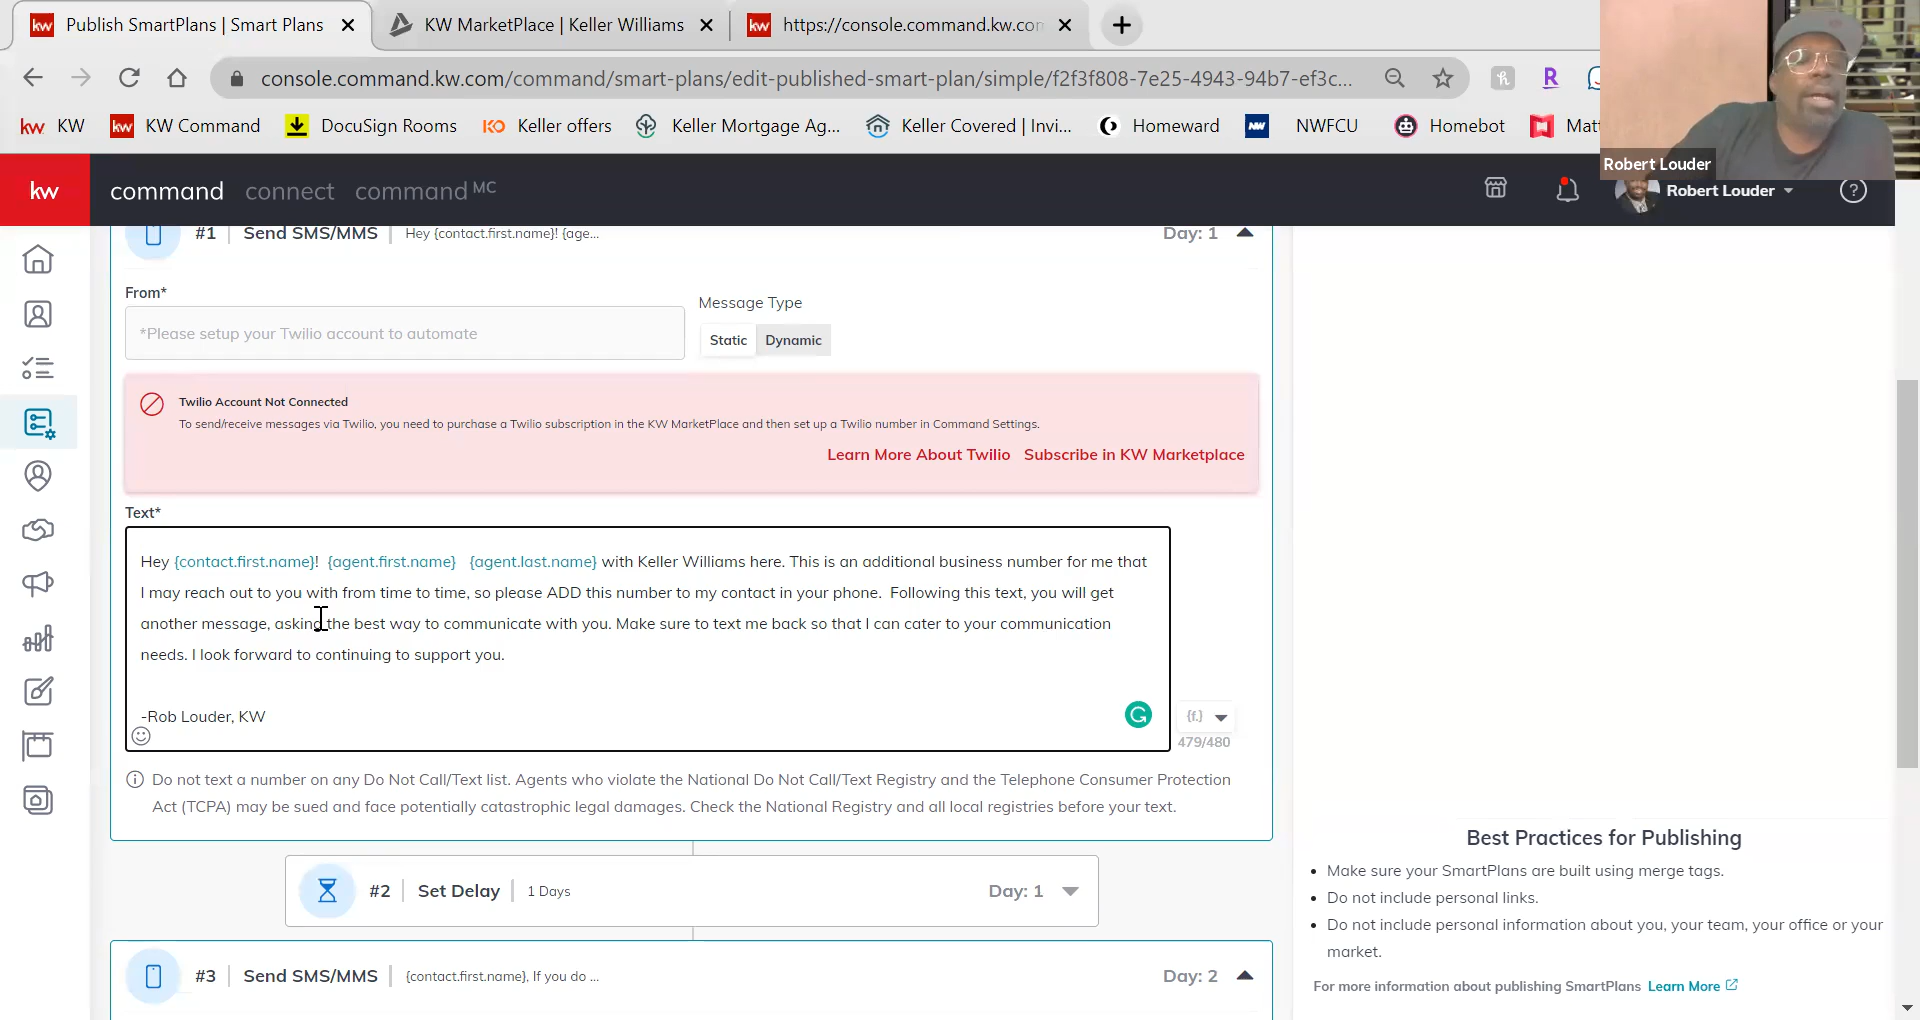 kw Publish SmartPlans | Smart Plans
KW MarketPlace | Keller Williams
kw https://console.command.kw.com
console.command.kw.com/command/smart-plans/edit-published-smart-plan/simple/f2f3f808-7e25-4943-94b7-ef3c...
h R
kw KW
kw KW Command
DocuSign Rooms
KO Keller offers
Keller Mortgage Ag...
Keller Covered | Invi...
Homeward
NW NWFCU
Homebot
Robert Louder
kw command connect command MC
Robert Louder
?
#1 Send SMS/MMS Hey {contact.first.name}! {age... Day: 1
From*
*Please setup your Twilio account to automate
Message Type
Static Dynamic
Twilio Account Not Connected
To send/receive messages via Twilio, you need to purchase a Twilio subscription in the KW MarketPlace and then set up a Twilio number in Command Settings.
Learn More About Twilio Subscribe in KW Marketplace
Text*
Hey {contact.first.name}! {agent.first.name} {agent.last.name} with Keller Williams here. This is an additional business number for me that
I may reach out to you with from time to time, so please ADD this number to my contact in your phone. Following this text, you will get
another message, asking the best way to communicate with you. Make sure to text me back so that I can cater to your communication
needs. I look forward to continuing to support you.
-Rob Louder, KW
G
{f.}
479/480
Do not text a number on any Do Not Call/Text list. Agents who violate the National Do Not Call/Text Registry and the Telephone Consumer Protection
Act (TCPA) may be sued and face potentially catastrophic legal damages. Check the National Registry and all local registries before your text.
#2 Set Delay 1 Days Day: 1
#3 Send SMS/MMS {contact.first.name}, If you do ... Day: 2
Best Practices for Publishing
• Make sure your SmartPlans are built using merge tags.
• Do not include personal links.
• Do not include personal information about you, your team, your office or your
market.
For more information about publishing SmartPlans Learn More